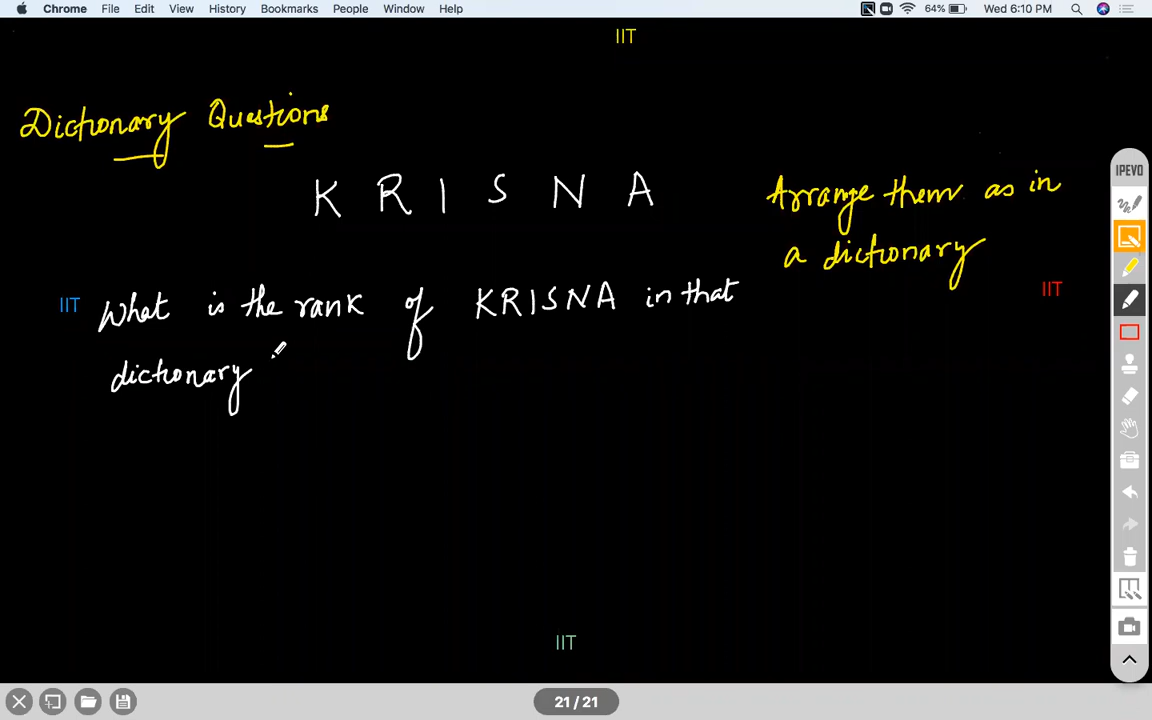 Chrome File Edit View History Bookmarks People Window Help 64% Wed 6:10 PM
IIT
Dictionary Questions
K R I S N A
Arrange them as in
a dictionary
IIT What is the rank of KRISNA in that
dictionary
IIT
IIT
IPEVO
21 / 21